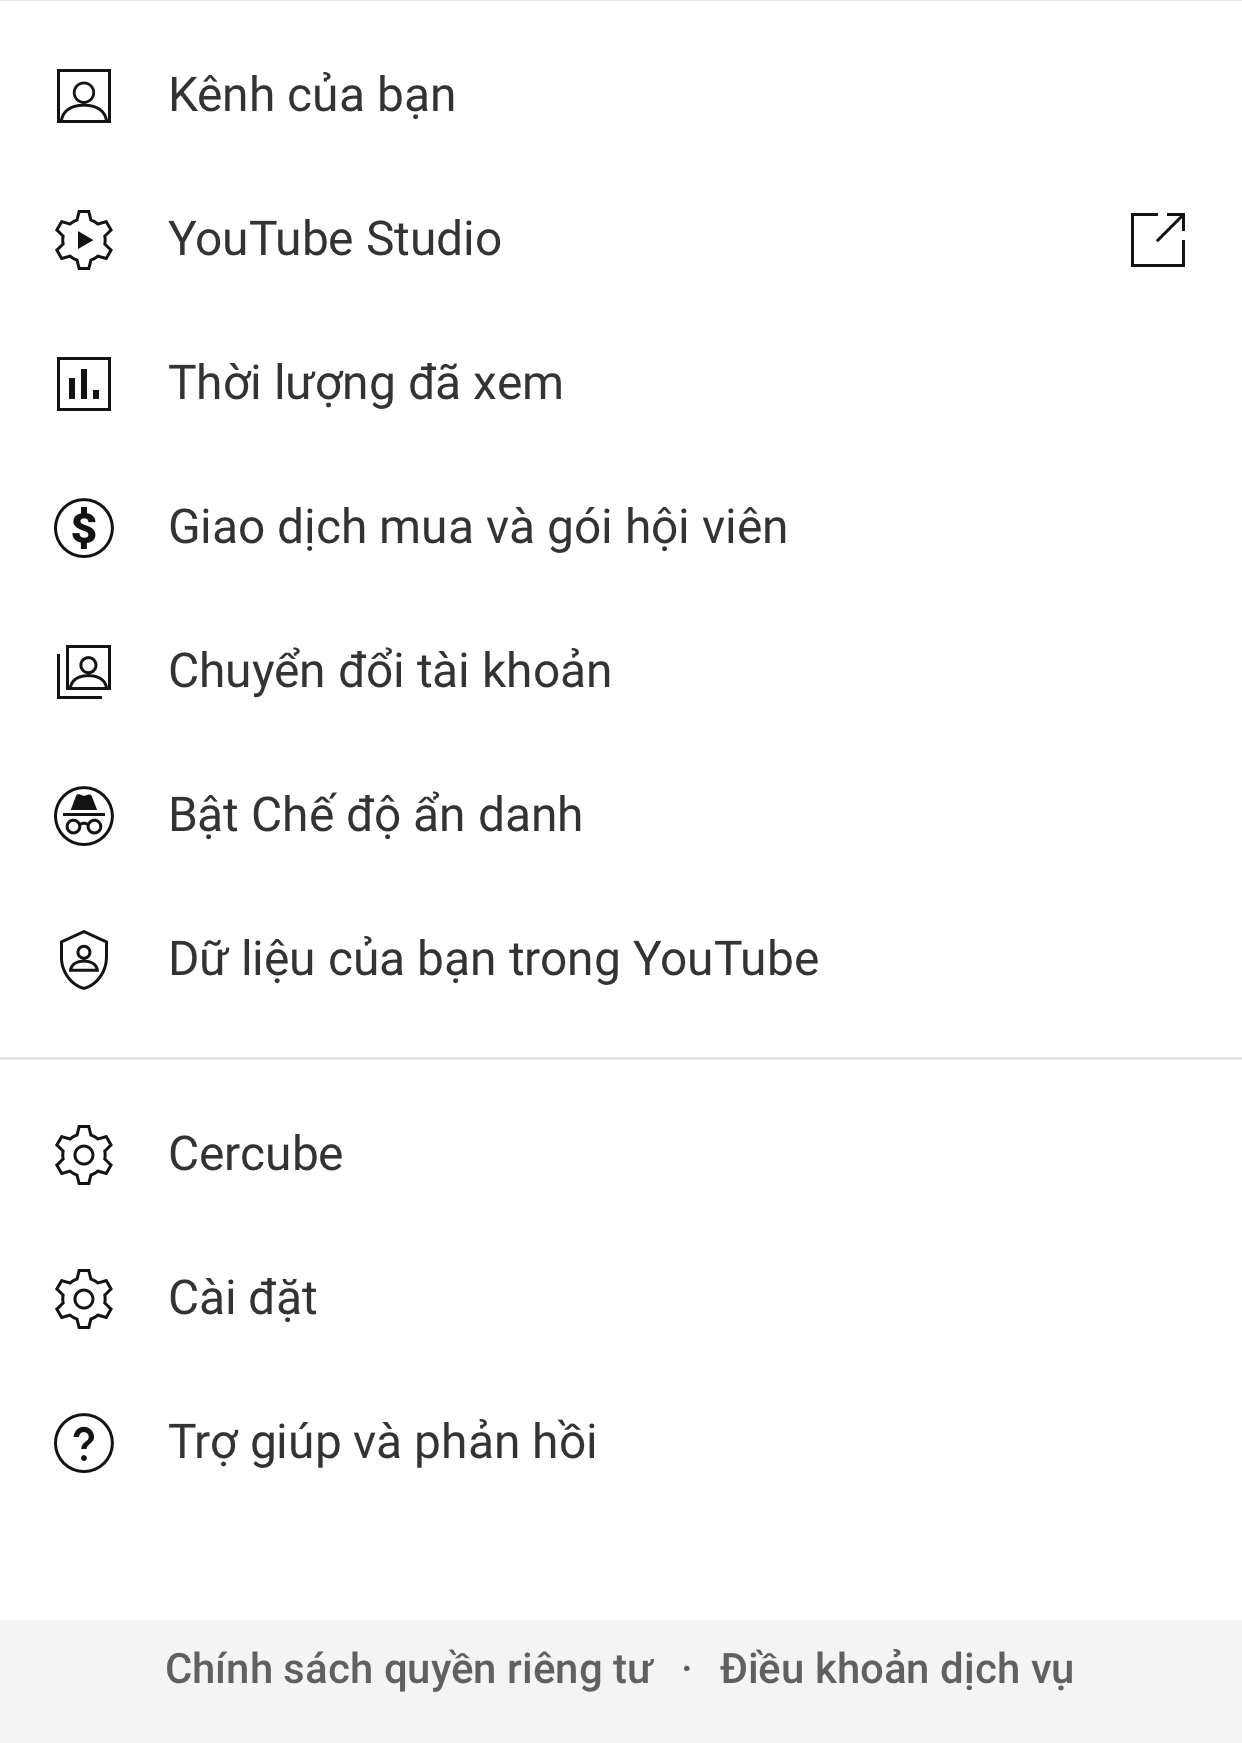 Kênh của bạn
YouTube Studio
Thời lượng đã xem
Giao dịch mua và gói hội viên
Chuyển đổi tài khoản
Bật Chế độ ẩn danh
Dữ liệu của bạn trong YouTube
Cercube
Cài đặt
Trợ giúp và phản hồi
Chính sách quyền riêng tư · Điều khoản dịch vụ